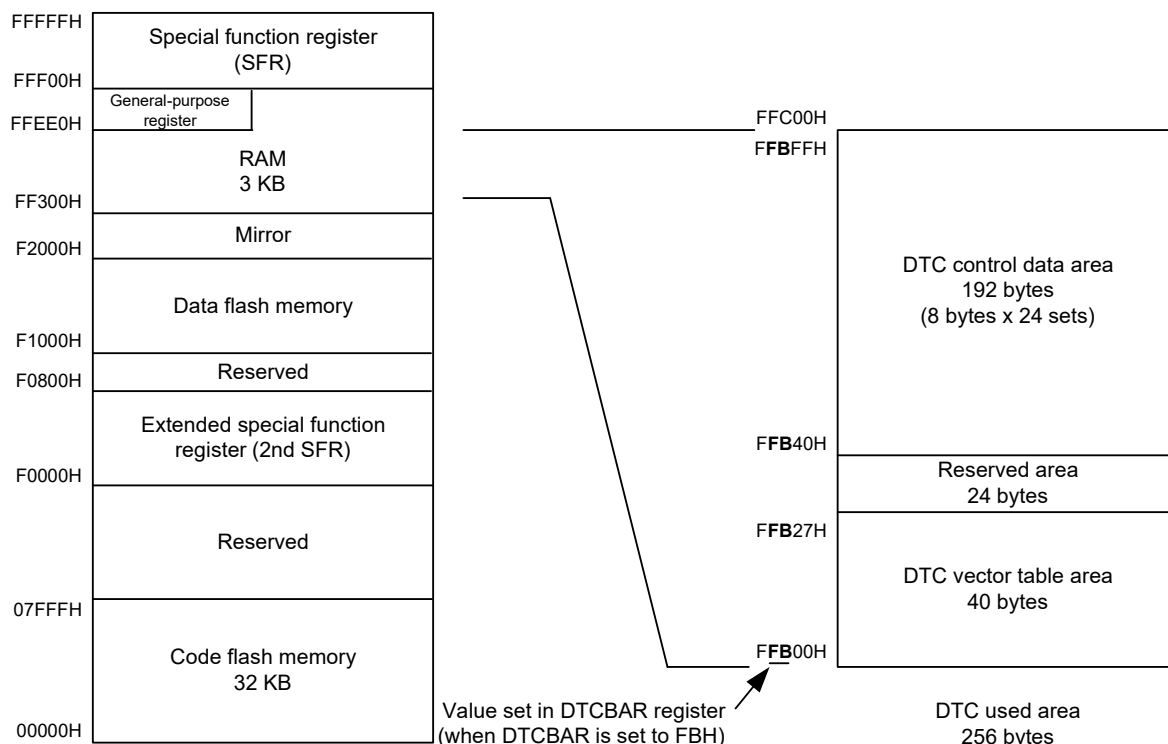 FFFFFH
Special function register
(SFR)
FFF00H
General-purpose
register
FFEE0H
RAM
3 KB
FF300H
Mirror
F2000H
Data flash memory
F1000H
Reserved
F0800H
Extended special function
register (2nd SFR)
F0000H
Reserved
07FFFH
Code flash memory
32 KB
00000H
FFC00H
FFBFFH
DTC control data area
192 bytes
(8 bytes x 24 sets)
FFB40H
Reserved area
24 bytes
FFB27H
DTC vector table area
40 bytes
FFB00H
Value set in DTCBAR register
(when DTCBAR is set to FBH)
DTC used area
256 bytes